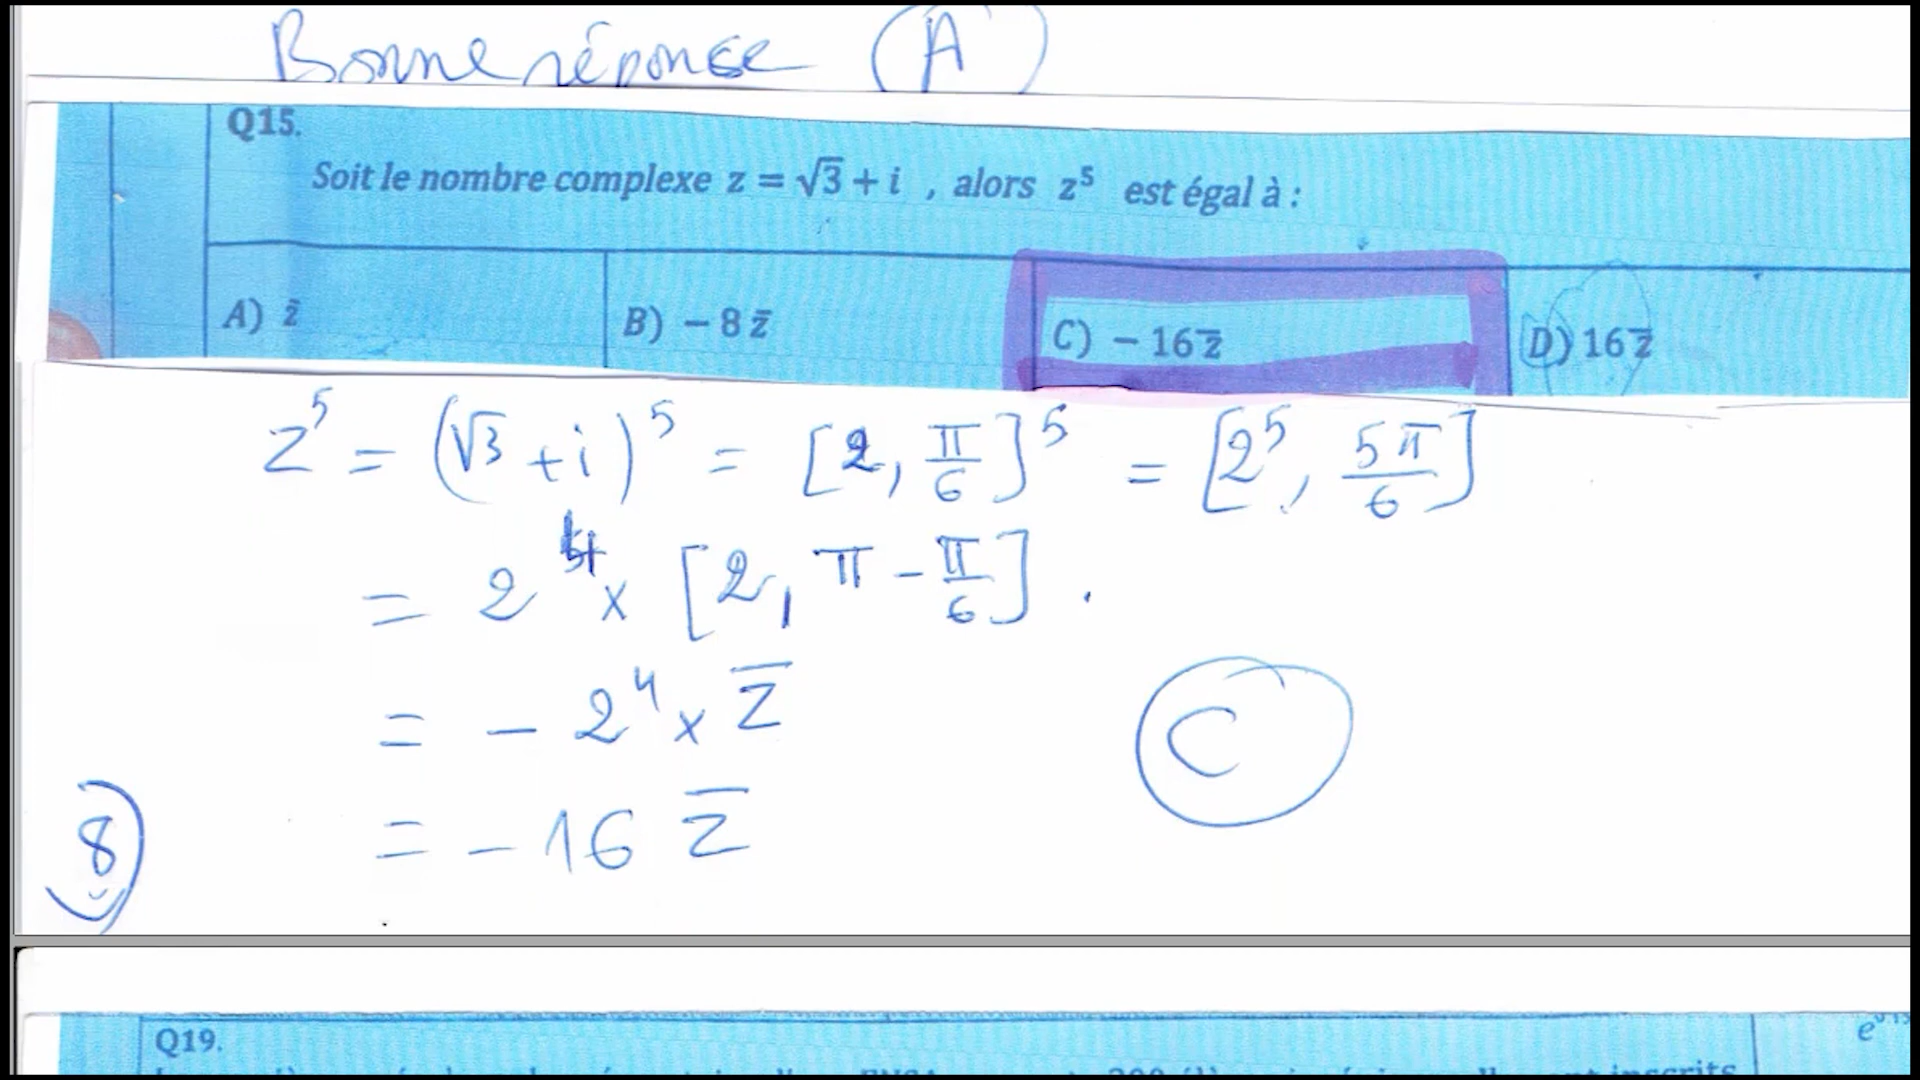 Bonne réponse (A)
Q15.
Soit le nombre complexe z = √3 + i , alors z⁵ est égal à :
A) z̄
B) − 8 z̄
C) − 16 z̄
D) 16 z̄
z⁵ = (√3 + i)⁵ = [2, π/6]⁵ = [2⁵, 5π/6]
= 2⁴ × [2, π − π/6] .
= − 2⁴ × z̄
C
= − 16 z̄
8
Q19.